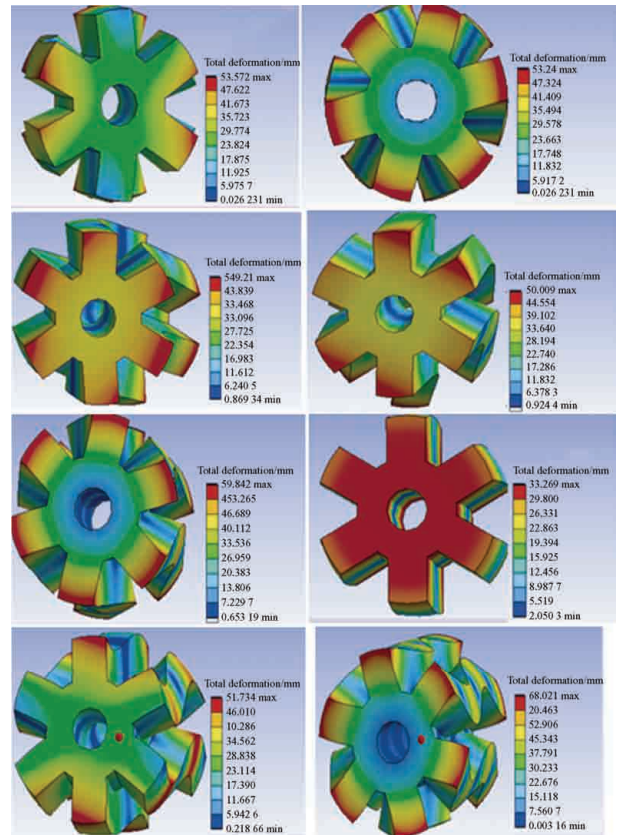 Total deformation/mm
53.572 max
47.622
41.673
35.723
29.774
23.824
17.875
11.925
5.975 7
0.026 231 min
Total deformation/mm
53.24 max
47.324
41.409
35.494
29.578
23.663
17.748
11.832
5.917 2
0.026 231 min
Total deformation/mm
549.21 max
43.839
33.468
33.096
27.725
22.354
16.983
11.612
6.240 5
0.869 34 min
Total deformation/mm
50.009 max
44.554
39.102
33.640
28.194
22.740
17.286
11.832
6.378 3
0.924 4 min
Total deformation/mm
59.842 max
453.265
46.689
40.112
33.536
26.959
20.383
13.806
7.229 7
0.653 19 min
Total deformation/mm
33.269 max
29.800
26.331
22.863
19.394
15.925
12.456
8.987 7
5.519
2.050 3 min
Total deformation/mm
51.734 max
46.010
10.286
34.562
28.838
23.114
17.390
11.667
5.942 6
0.218 66 min
Total deformation/mm
68.021 max
20.463
52.906
45.343
37.791
30.233
22.676
15.118
7.560 7
0.003 16 min